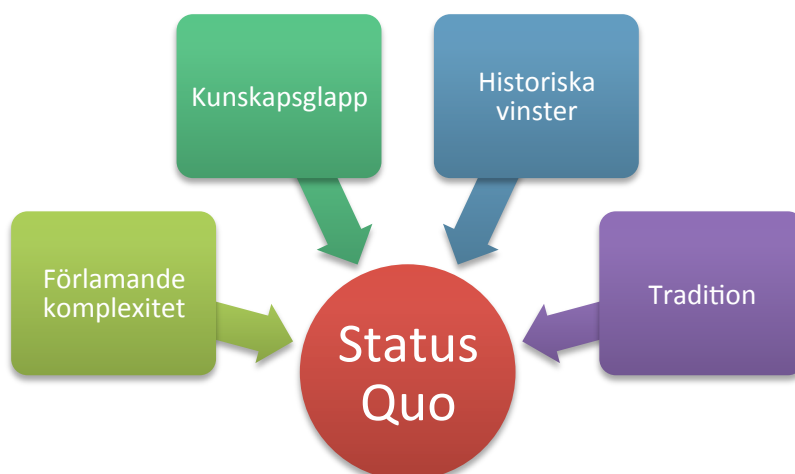 Kunskapsglapp
Historiska
vinster
Förlamande
komplexitet
Tradition
Status
Quo